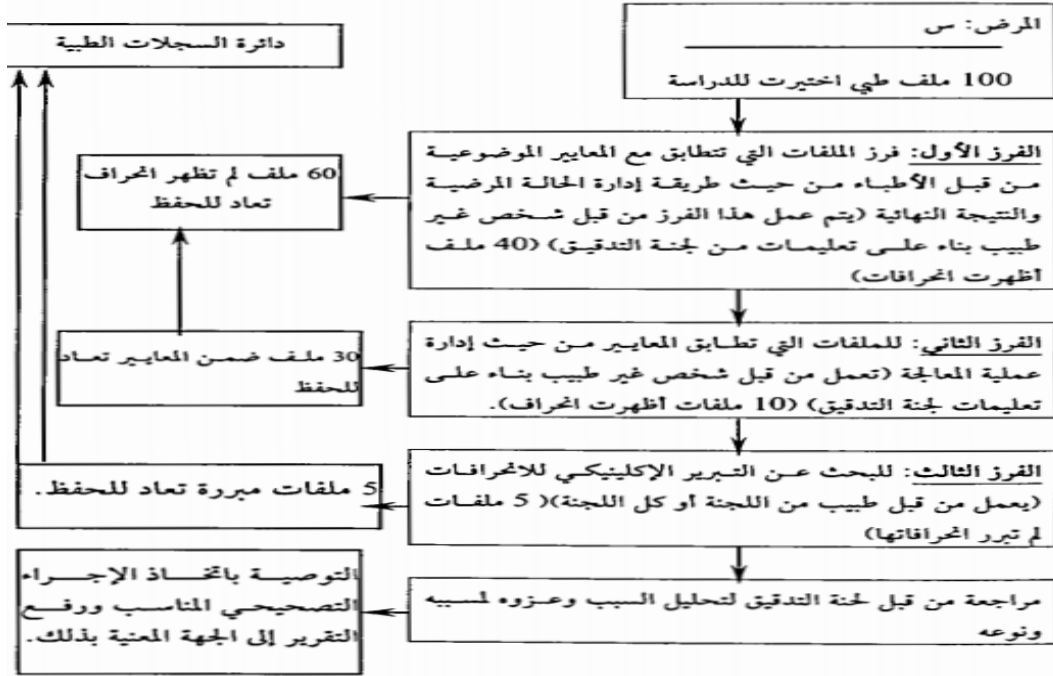 المرض: س
100 ملف طبي اختيرت للدراسة
دائرة السجلات الطبية
الفرز الأول: فرز الملفات التي تتطابق مع المعايير الموضوعية
من قبل الأطباء من حيث طريقة إدارة الحالة المرضية
والنتيجة النهائية (يتم عمل هذا الفرز من قبل شخص غير
طبيب بناء على تعليمات من لجنة التدقيق) (40 ملف
أظهرت انحرافات)
60 ملف لم تظهر انحراف
تعاد للحفظ
الفرز الثاني: للملفات التي تطابق المعايير من حيث إدارة
عملية المعالجة (تعمل من قبل شخص غير طبيب بناء على
تعليمات لجنة التدقيق) (10 ملفات أظهرت انحراف).
30 ملف ضمن المعايير تعاد
للحفظ
الفرز الثالث: للبحث عن التبرير الإكلينيكي للانحرافات
(يعمل من قبل طبيب من اللجنة أو كل اللجنة)( 5 ملفات
لم تبرر انحرافاتها)
5 ملفات مبررة تعاد للحفظ.
مراجعة من قبل لجنة التدقيق لتحليل السبب وعزوه لمسببه
ونوعه
التوصية باتخاذ الإجراء
التصحيحي المناسب ورفع
التقرير إلى الجهة المعنية بذلك.